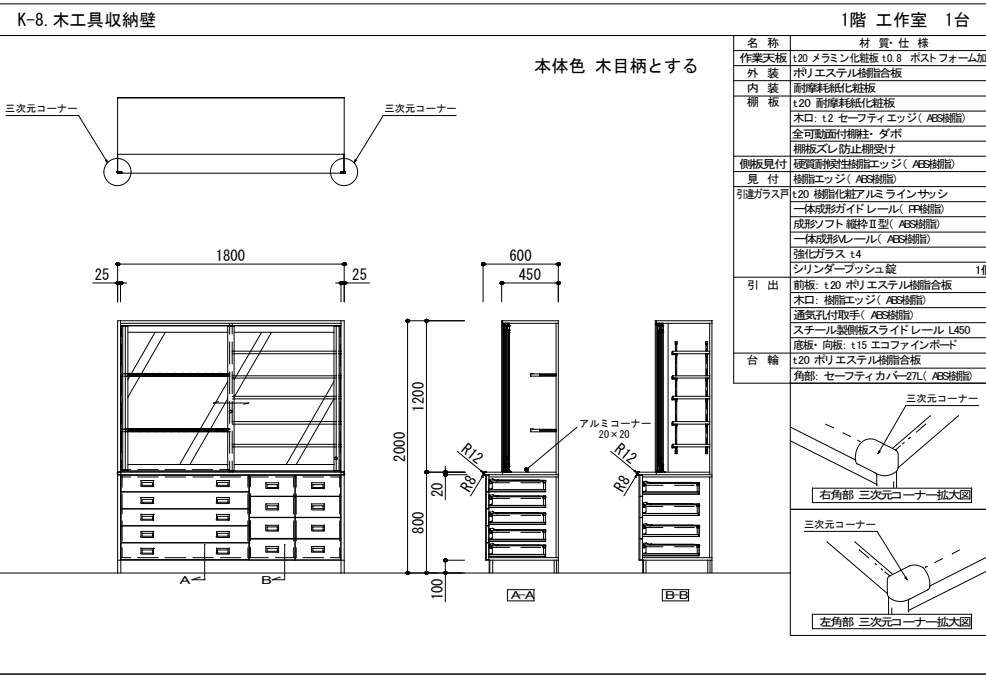 K-8.木工具収納壁
1階 工作室 1台
本体色 木目柄とする
名 称 材 質・仕 様
作業天板 t20 メラミン化粧板 t0.8 ポストフォーム加
外 装 ポリエステル樹脂合板
内 装 耐摩耗紙化粧板
棚 板 t20 耐摩耗紙化粧板
木口: t2 セーフティエッジ( ABS樹脂)
全可動面付棚柱・ダボ
棚板ズレ防止棚受け
側板見付 硬質耐候性樹脂エッジ( ABS樹脂)
見 付 樹脂エッジ( ABS樹脂)
引違ガラス戸 t20 樹脂化粧アルミラインサッシ
一体成形ガイドレール( PP樹脂)
成形ソフト縦枠Ⅱ型( ABS樹脂)
一体成形Vレール( ABS樹脂)
強化ガラス t4
シリンダープッシュ錠 1個
引 出 前板: t20 ポリエステル樹脂合板
木口: 樹脂エッジ( ABS樹脂)
通気孔付取手( ABS樹脂)
スチール製側板スライドレール L450
底板・向板: t15 エコファインボード
台 輪 t20 ポリエステル樹脂合板
角部: セーフティカバー27L( ABS樹脂)
三次元コーナー
三次元コーナー
1800
25
25
600
450
2000
1200
20
800
100
R12
R8
アルミコーナー
20×20
R12
R8
A
B
A-A
B-B
三次元コーナー
右角部 三次元コーナー拡大図
三次元コーナー
左角部 三次元コーナー拡大図